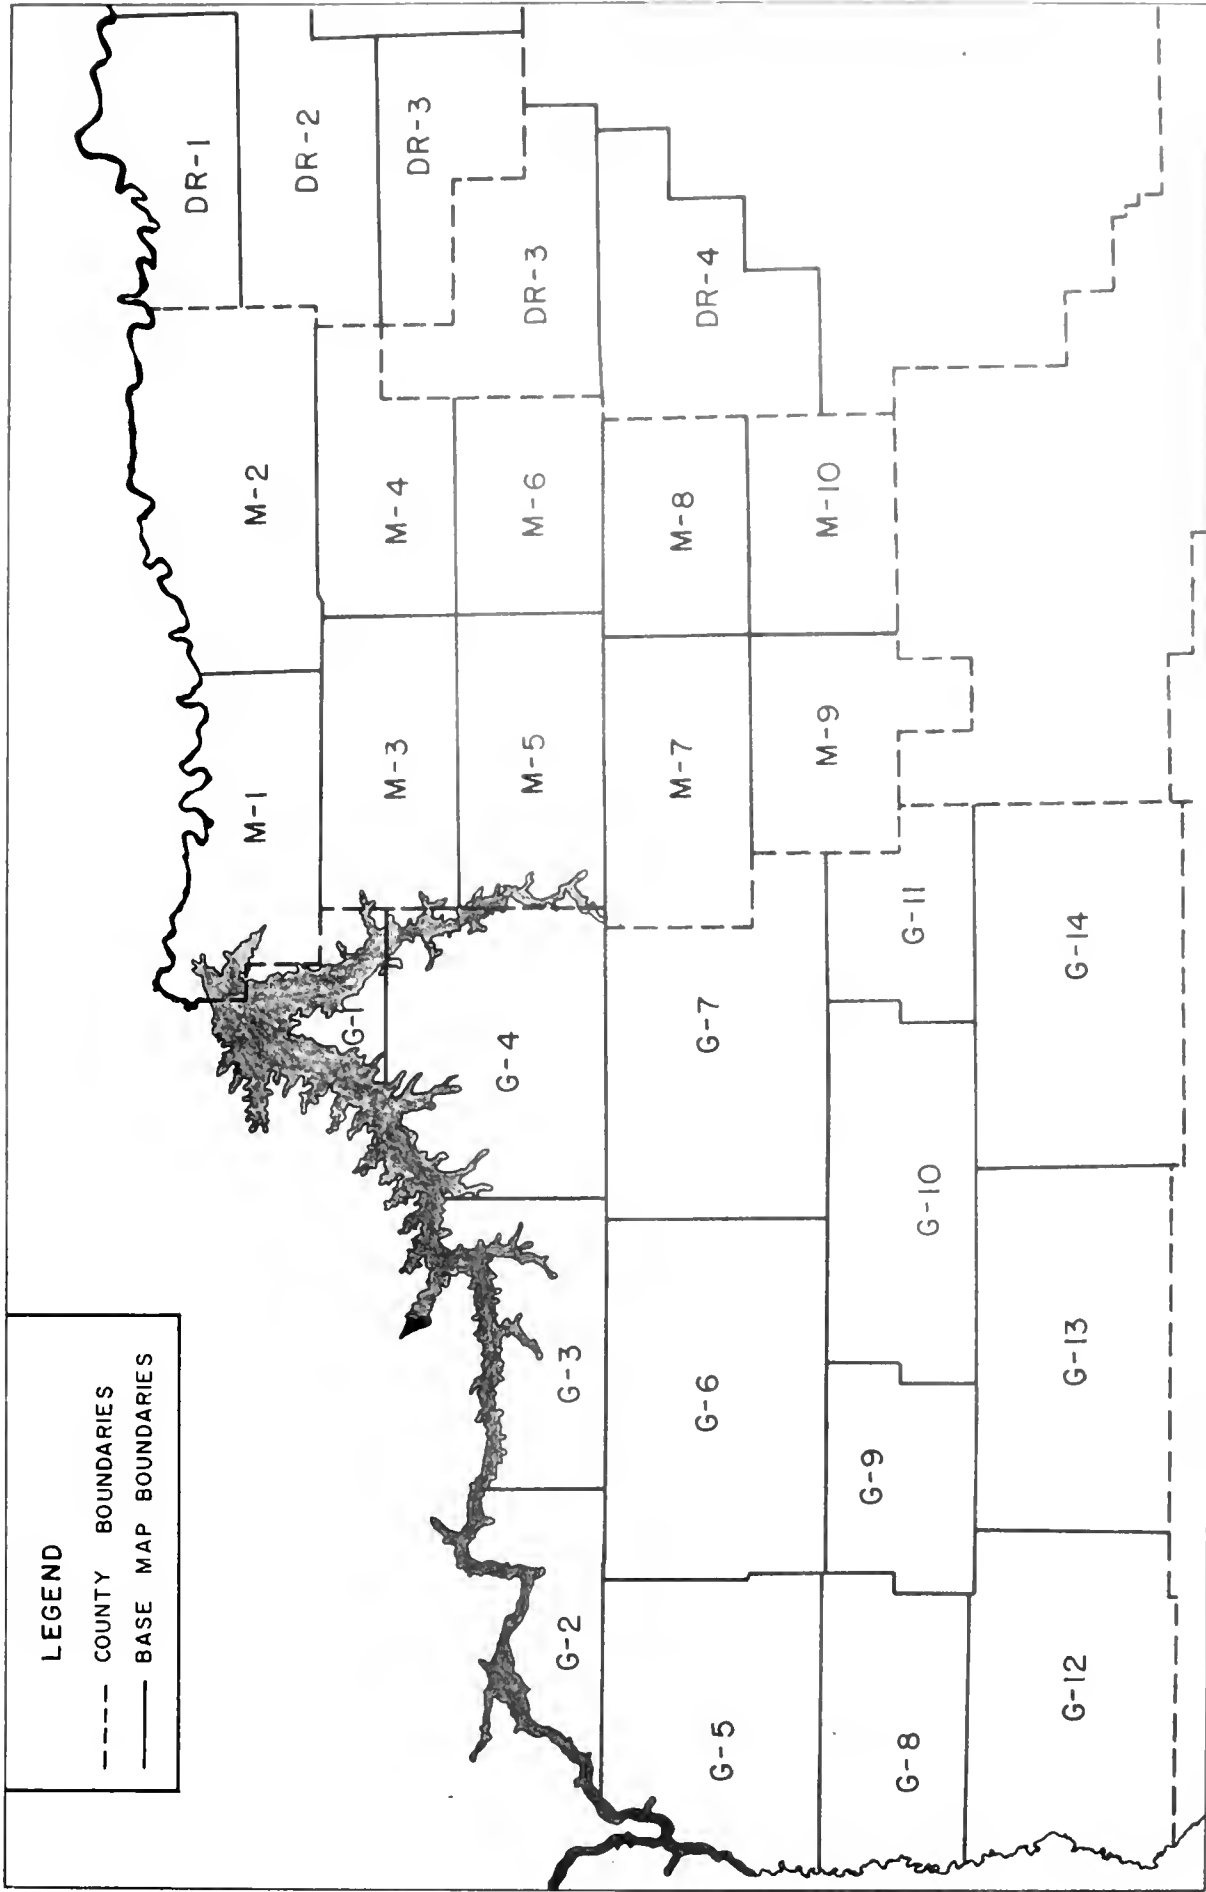 LEGEND
COUNTY BOUNDARIES
BASE MAP BOUNDARIES
DR-1
DR-2
DR-3
DR-3
DR-4
M-2
M-4
M-6
M-8
M-10
M-1
M-3
M-5
M-7
M-9
G-1
G-4
G-7
G-11
G-14
G-3
G-6
G-10
G-9
G-13
G-2
G-5
G-8
G-12